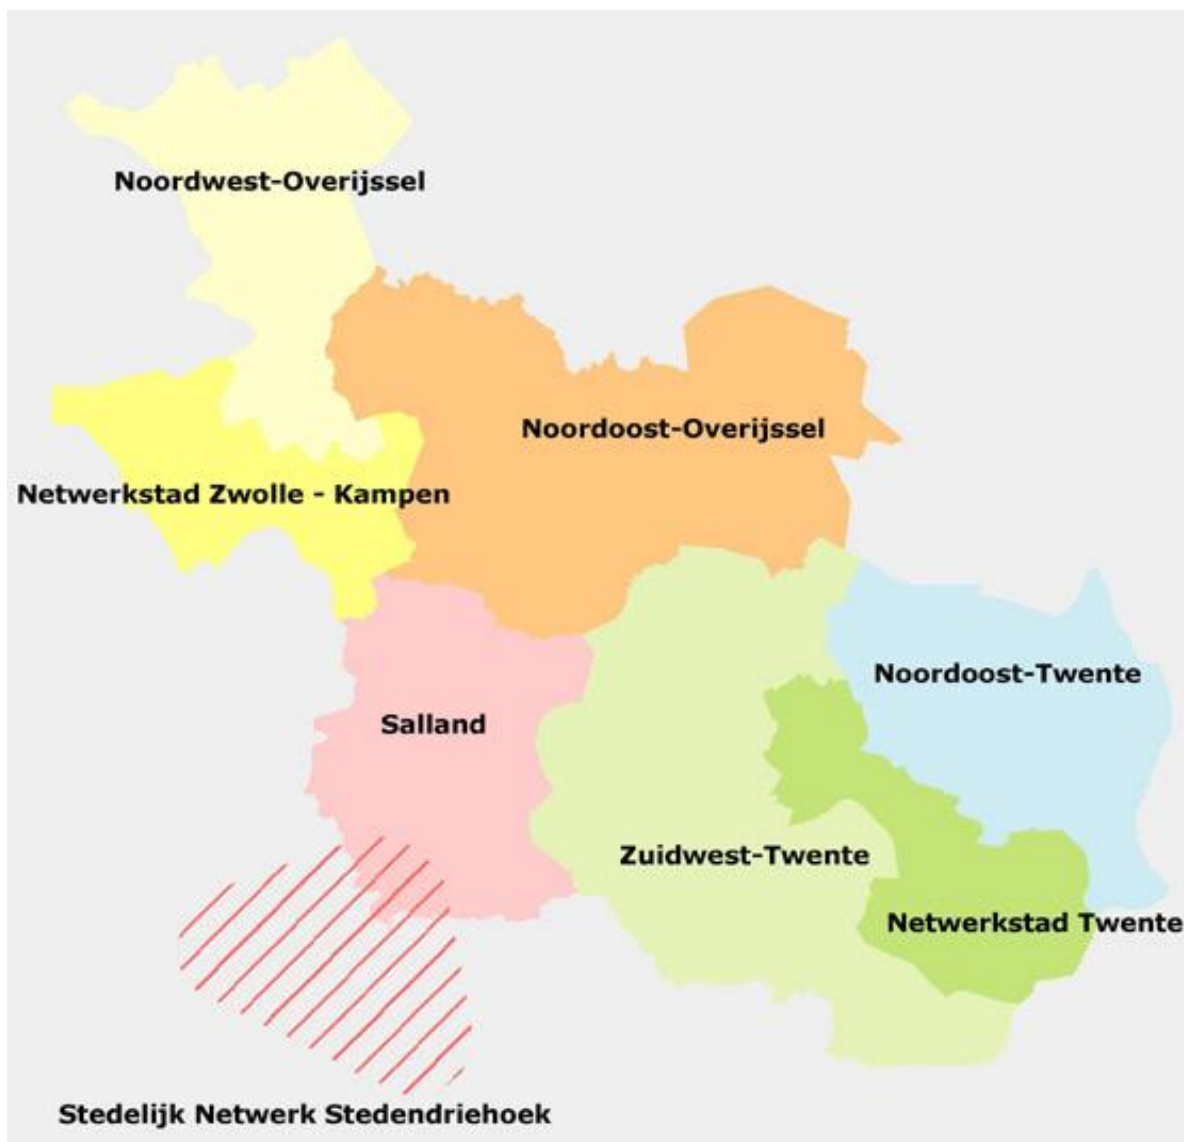 Noordwest-Overijssel
Noordoost-Overijssel
Netwerkstad Zwolle - Kampen
Noordoost-Twente
Salland
Zuidwest-Twente
Netwerkstad Twente
Stedelijk Netwerk Stedendriehoek